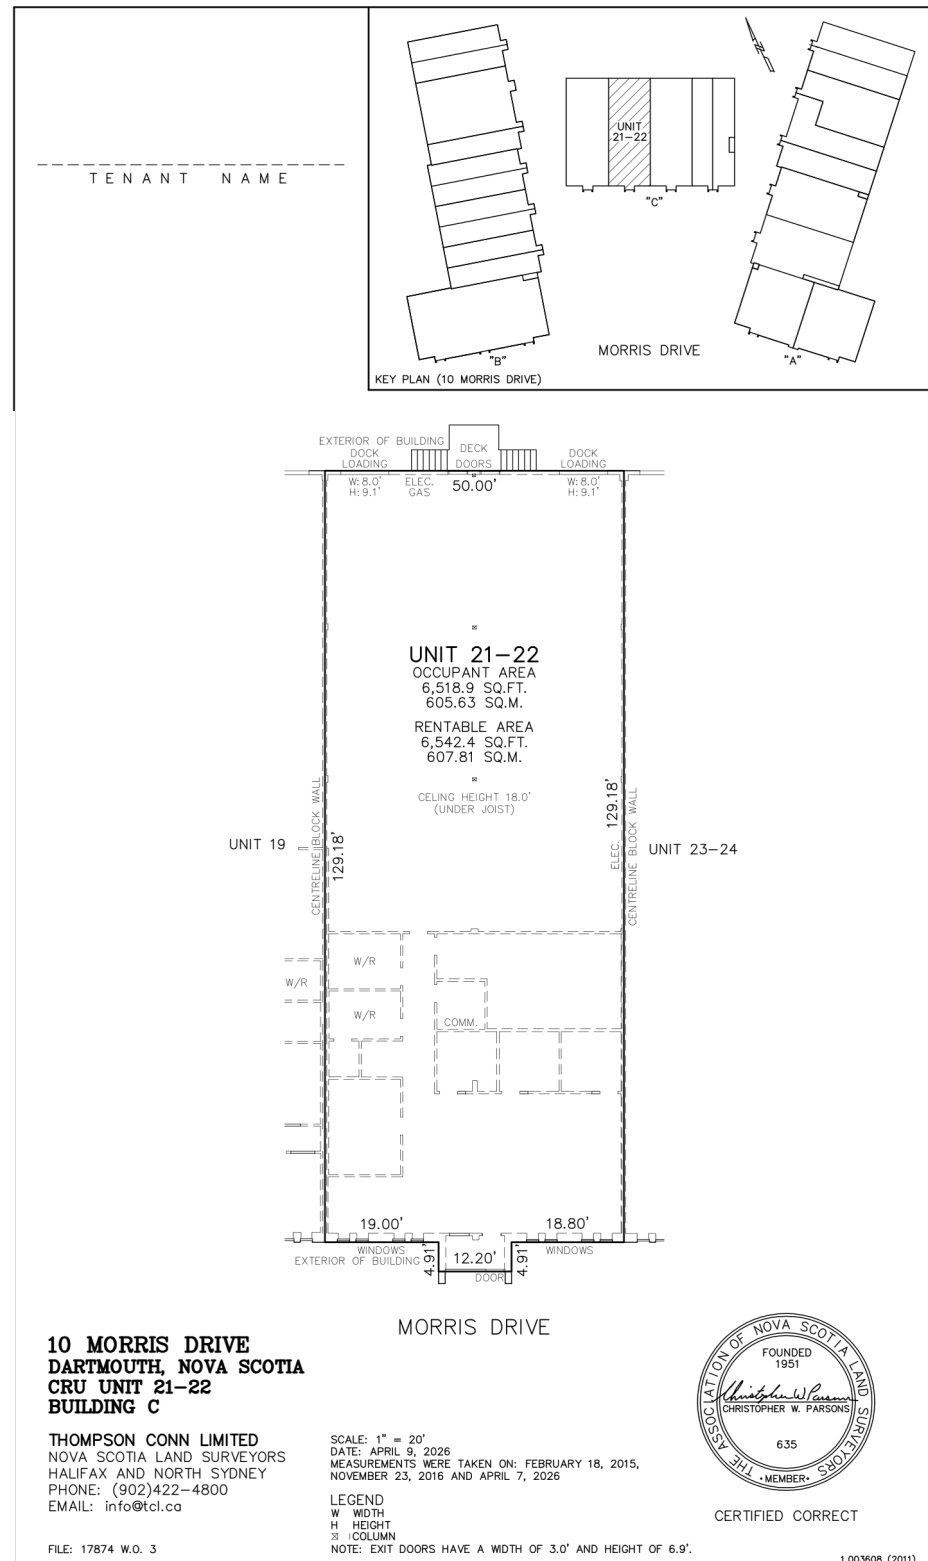 TENANT NAME
UNIT
21-22
"C"
"B"
"A"
MORRIS DRIVE
KEY PLAN (10 MORRIS DRIVE)
EXTERIOR OF BUILDING
DOCK
LOADING
DECK
DOORS
DOCK
LOADING
W: 8.0'
H: 9.1'
ELEC.
GAS
50.00'
W: 8.0'
H: 9.1'
UNIT 21-22
OCCUPANT AREA
6,518.9 SQ.FT.
605.63 SQ.M.
RENTABLE AREA
6,542.4 SQ.FT.
607.81 SQ.M.
CELING HEIGHT 18.0'
(UNDER JOIST)
UNIT 19
CENTRELINE BLOCK WALL
129.18'
ELEC.
129.18'
CENTRELINE BLOCK WALL
UNIT 23-24
W/R
W/R
W/R
COMM.
19.00'
18.80'
WINDOWS
EXTERIOR OF BUILDING
4.91'
12.20'
4.91'
WINDOWS
DOOR
MORRIS DRIVE
10 MORRIS DRIVE
DARTMOUTH, NOVA SCOTIA
CRU UNIT 21-22
BUILDING C
THOMPSON CONN LIMITED
NOVA SCOTIA LAND SURVEYORS
HALIFAX AND NORTH SYDNEY
PHONE: (902)422-4800
EMAIL: info@tcl.ca
FILE: 17874 W.O. 3
SCALE: 1" = 20'
DATE: APRIL 9, 2026
MEASUREMENTS WERE TAKEN ON: FEBRUARY 18, 2015,
NOVEMBER 23, 2016 AND APRIL 7, 2026
LEGEND
W WIDTH
H HEIGHT
COLUMN
NOTE: EXIT DOORS HAVE A WIDTH OF 3.0' AND HEIGHT OF 6.9'.
THE ASSOCIATION OF NOVA SCOTIA LAND SURVEYORS
FOUNDED
1951
Christopher W Parsons
CHRISTOPHER W. PARSONS
635
•MEMBER•
CERTIFIED CORRECT
1.003608 (2011)